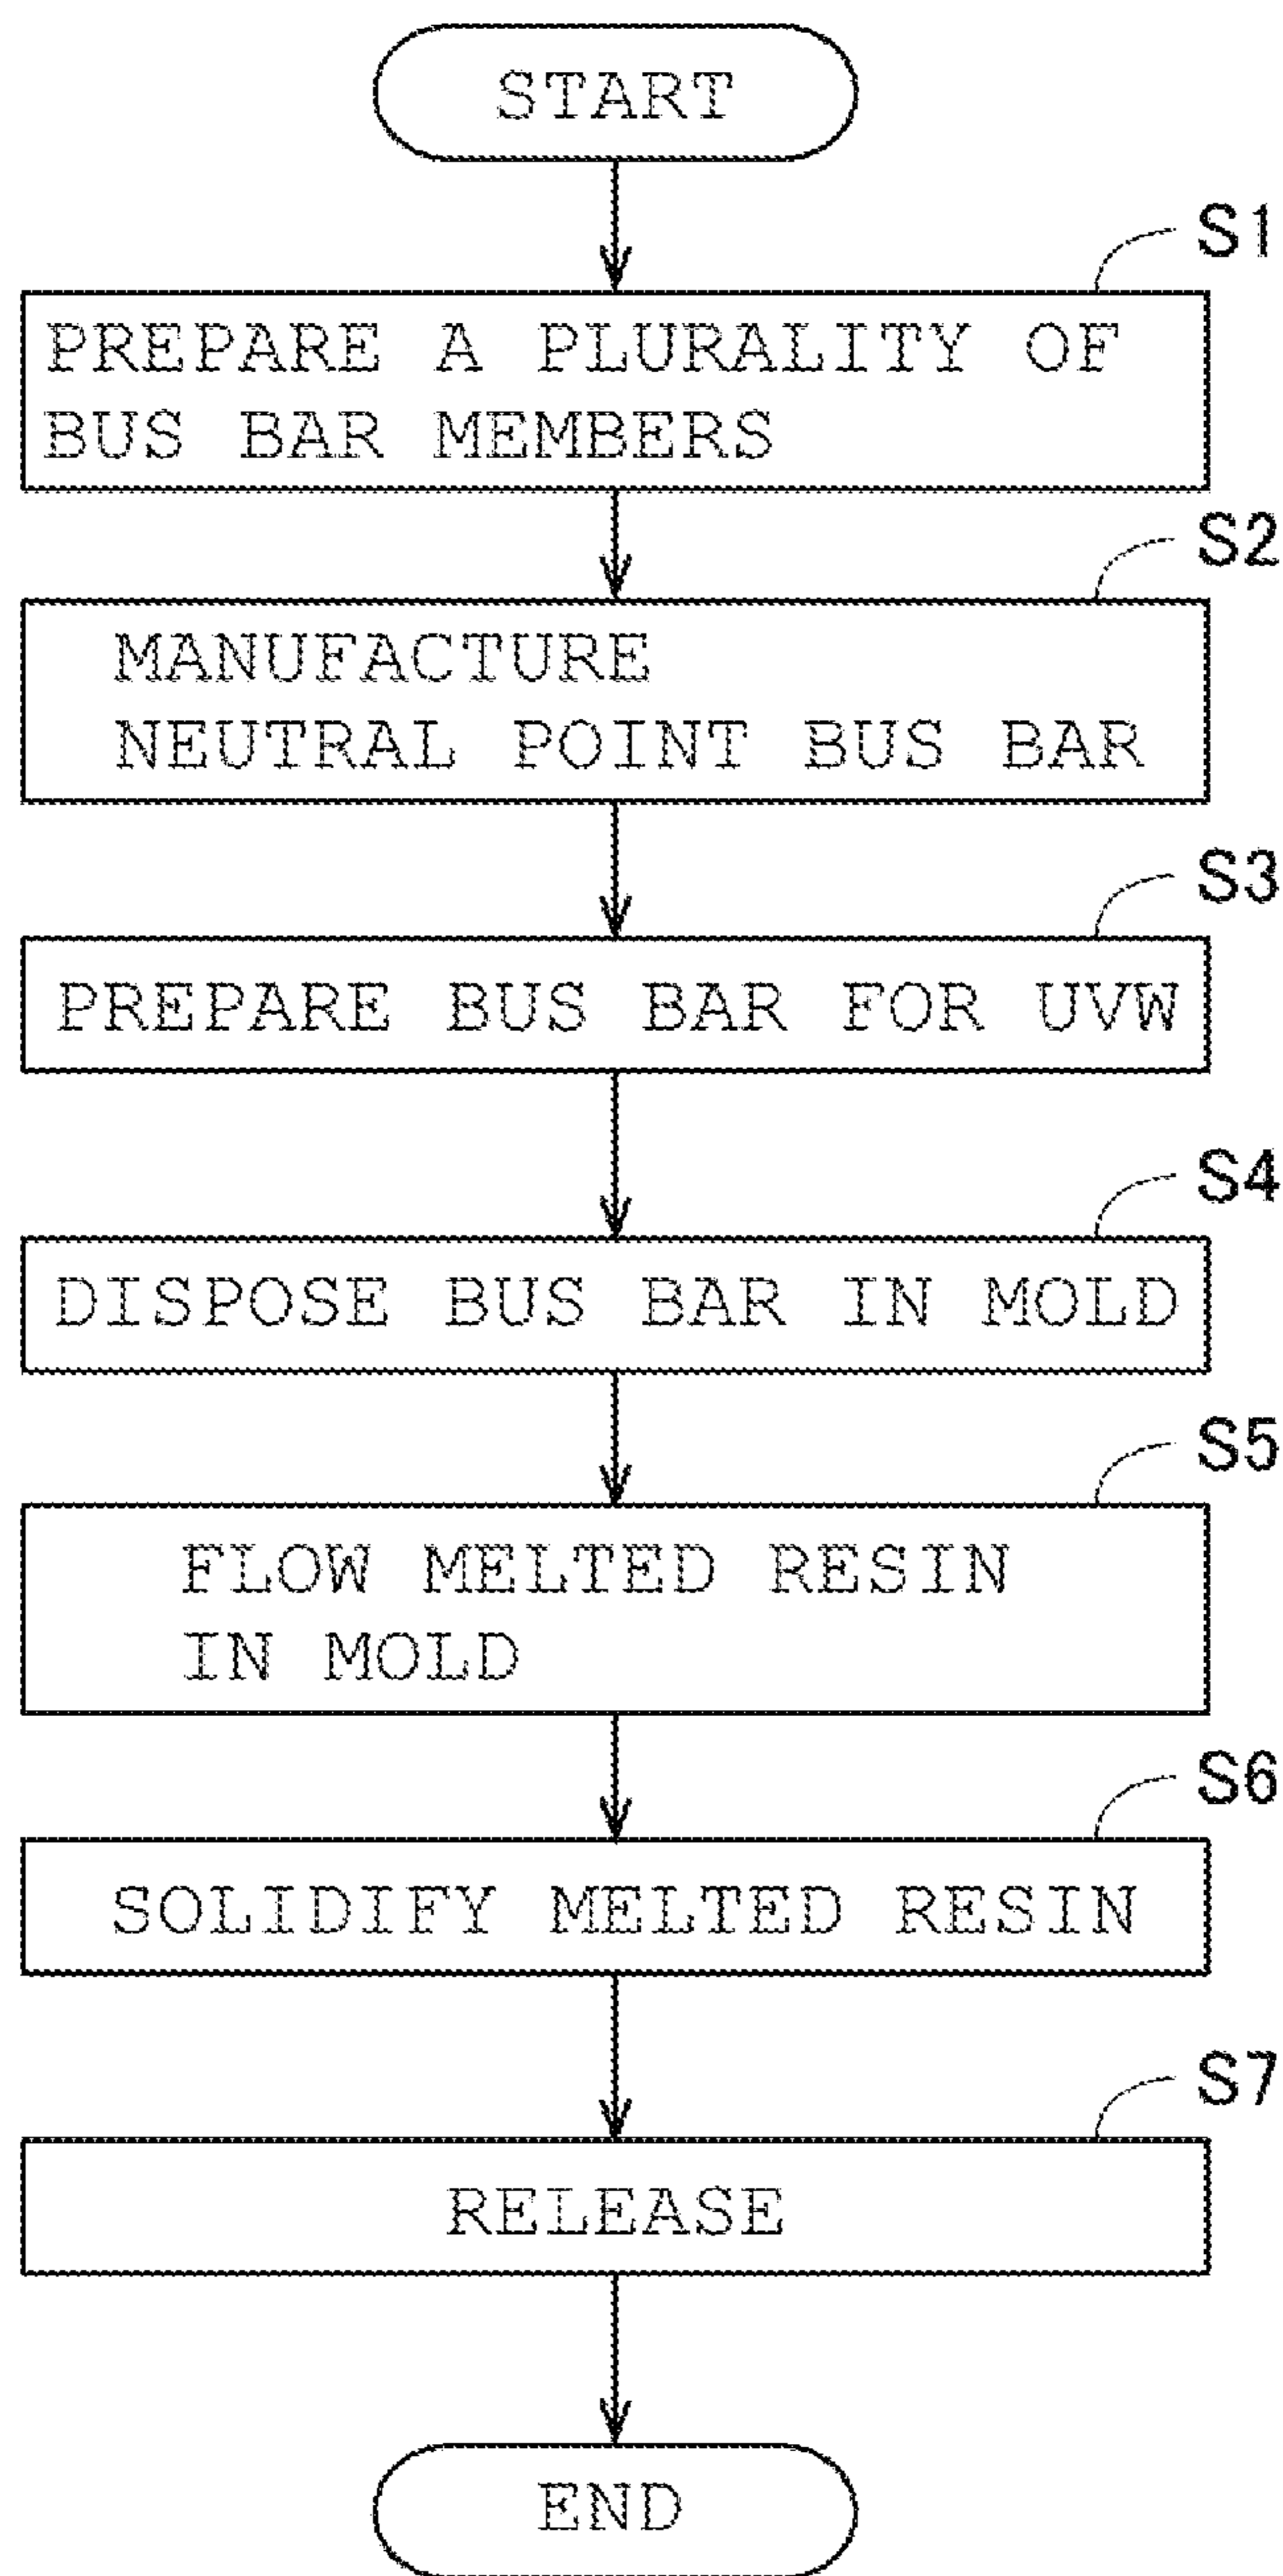 START
S1
PREPARE A PLURALITY OF
BUS BAR MEMBERS
S2
MANUFACTURE
NEUTRAL POINT BUS BAR
S3
PREPARE BUS BAR FOR UVW
S4
DISPOSE BUS BAR IN MOLD
S5
FLOW MELTED RESIN
IN MOLD
S6
SOLIDIFY MELTED RESIN
S7
RELEASE
END